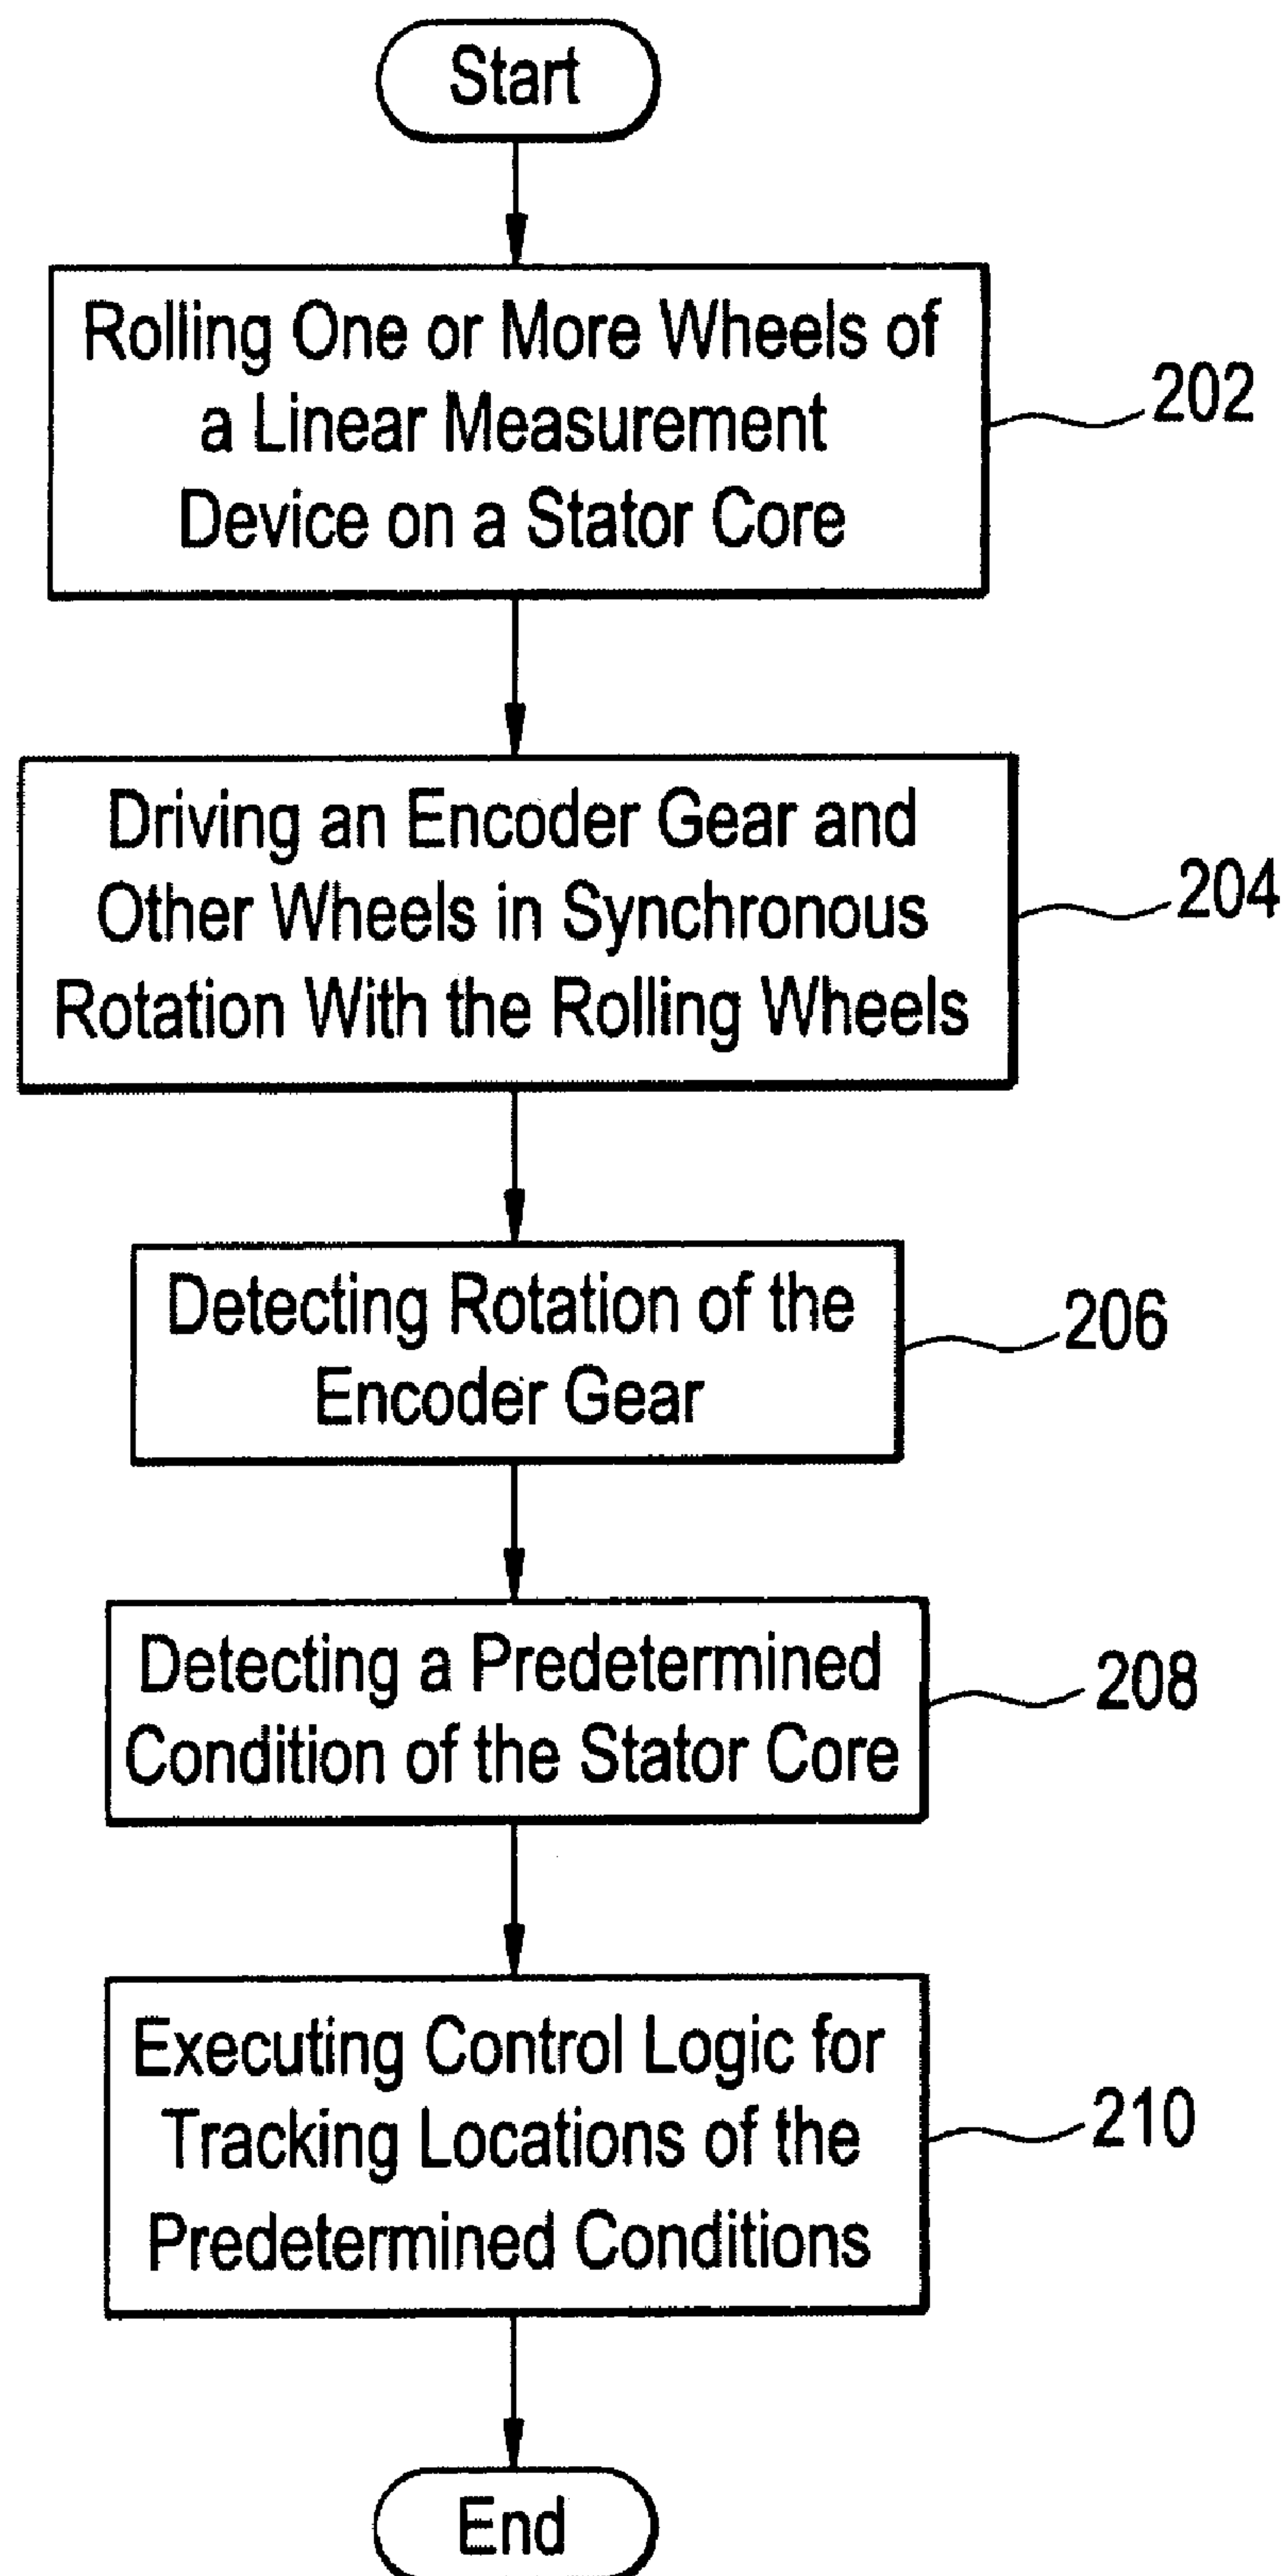 Start
Rolling One or More Wheels of
a Linear Measurement
Device on a Stator Core
202
Driving an Encoder Gear and
Other Wheels in Synchronous
Rotation With the Rolling Wheels
204
Detecting Rotation of the
Encoder Gear
206
Detecting a Predetermined
Condition of the Stator Core
208
Executing Control Logic for
Tracking Locations of the
Predetermined Conditions
210
End